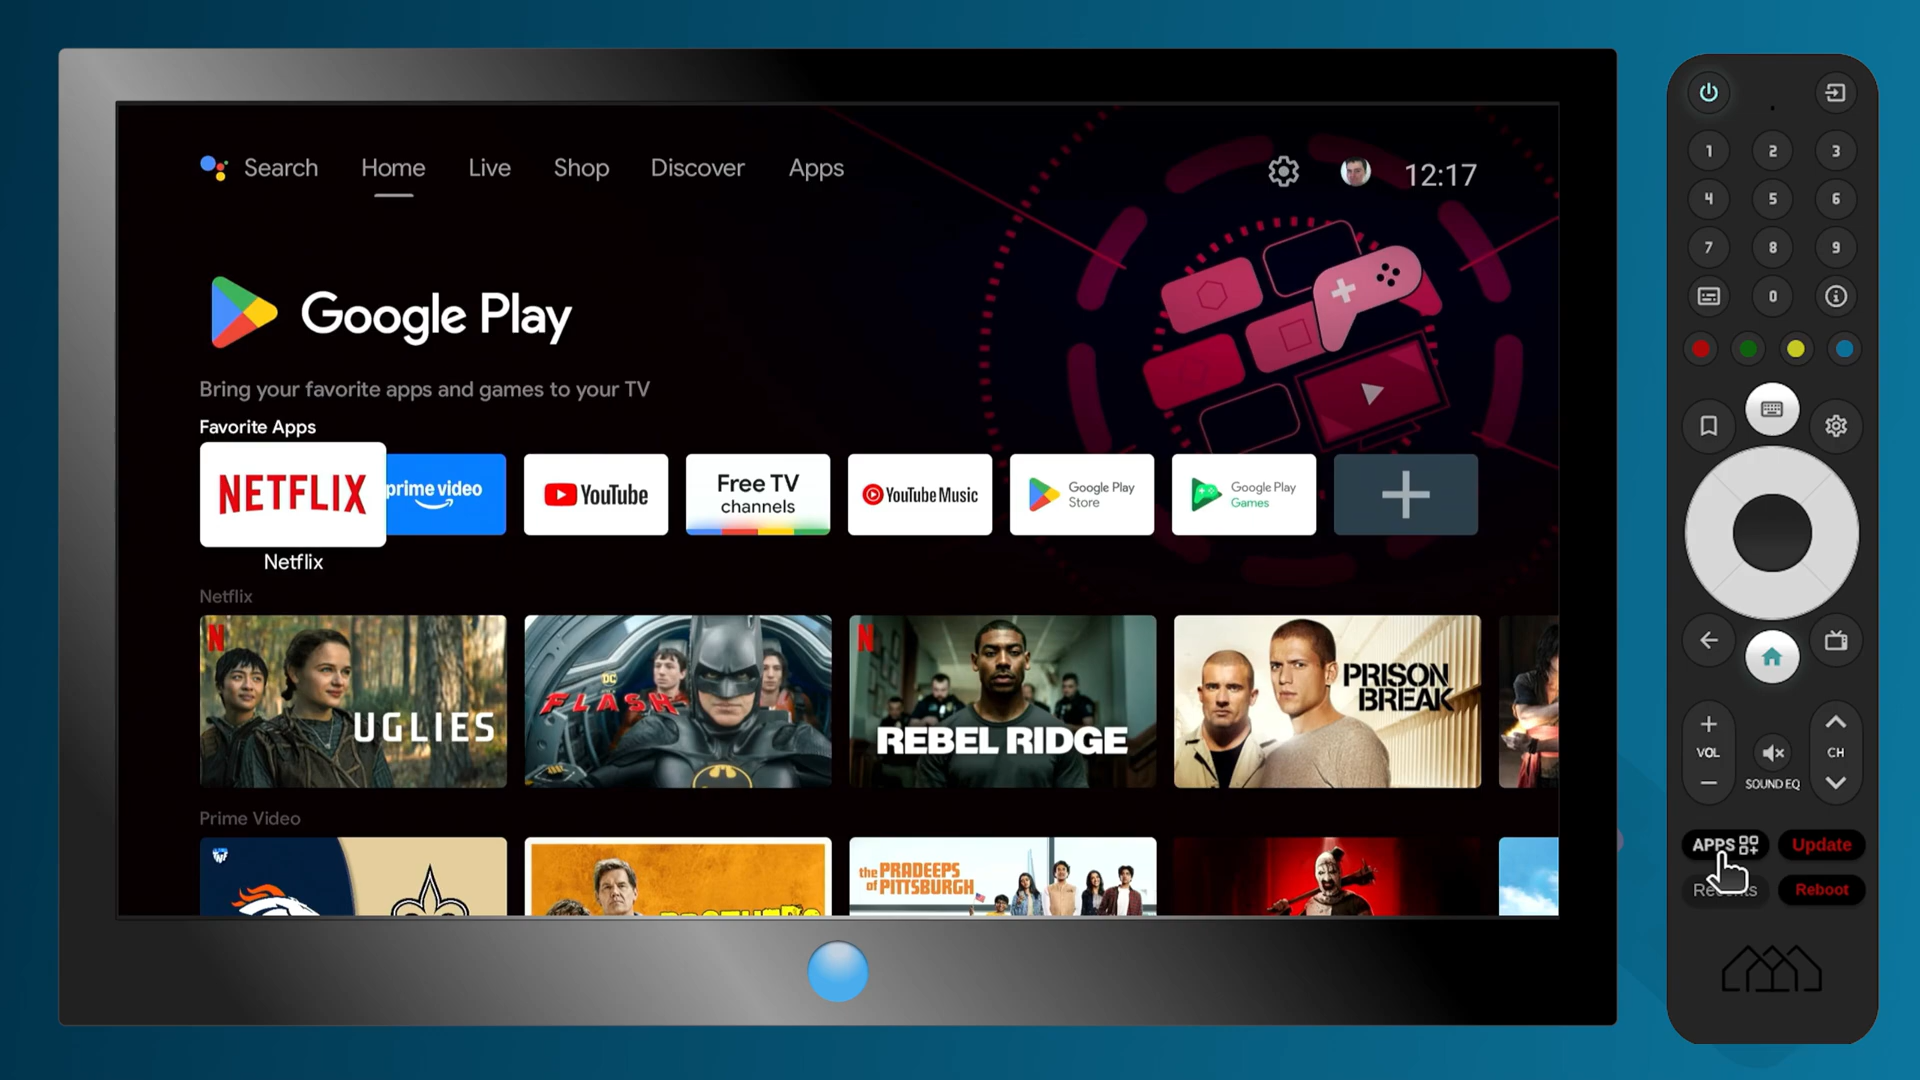 Search Home Live Shop Discover Apps 12:17
Google Play
Bring your favorite apps and games to your TV
Favorite Apps
NETFLIX
prime video
YouTube
Free TV
channels
YouTube Music
Google Play
Store
Google Play
Games
Netflix
Netflix
N
UGLIES
DC
FLASH
N
REBEL RIDGE
PRISON
BREAK
Prime Video
the PRADEEPS
of PITTSBURGH
1 2 3
4 5 6
7 8 9
0
+
VOL
−
SOUND EQ
CH
APPS
Update
Reboot